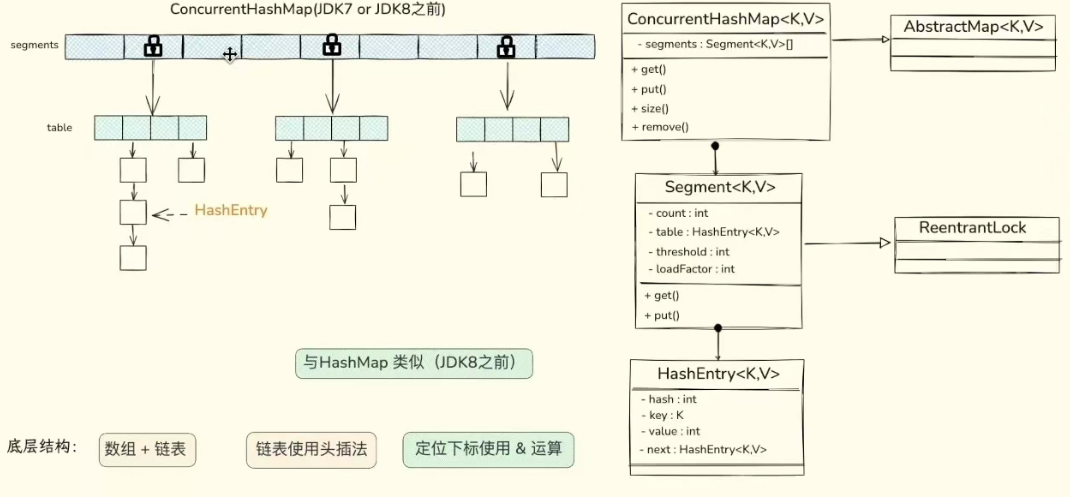 ConcurrentHashMap(JDK7 or JDK8之前)
segments
table
HashEntry
与HashMap 类似（JDK8之前）
底层结构：
数组 + 链表
链表使用头插法
定位下标使用 & 运算
ConcurrentHashMap<K,V>
- segments : Segment<K,V>[]
+ get()
+ put()
+ size()
+ remove()
AbstractMap<K,V>
Segment<K,V>
- count : int
- table : HashEntry<K,V>
- threshold : int
- loadFactor : int
+ get()
+ put()
ReentrantLock
HashEntry<K,V>
- hash : int
- key : K
- value : int
- next : HashEntry<K,V>